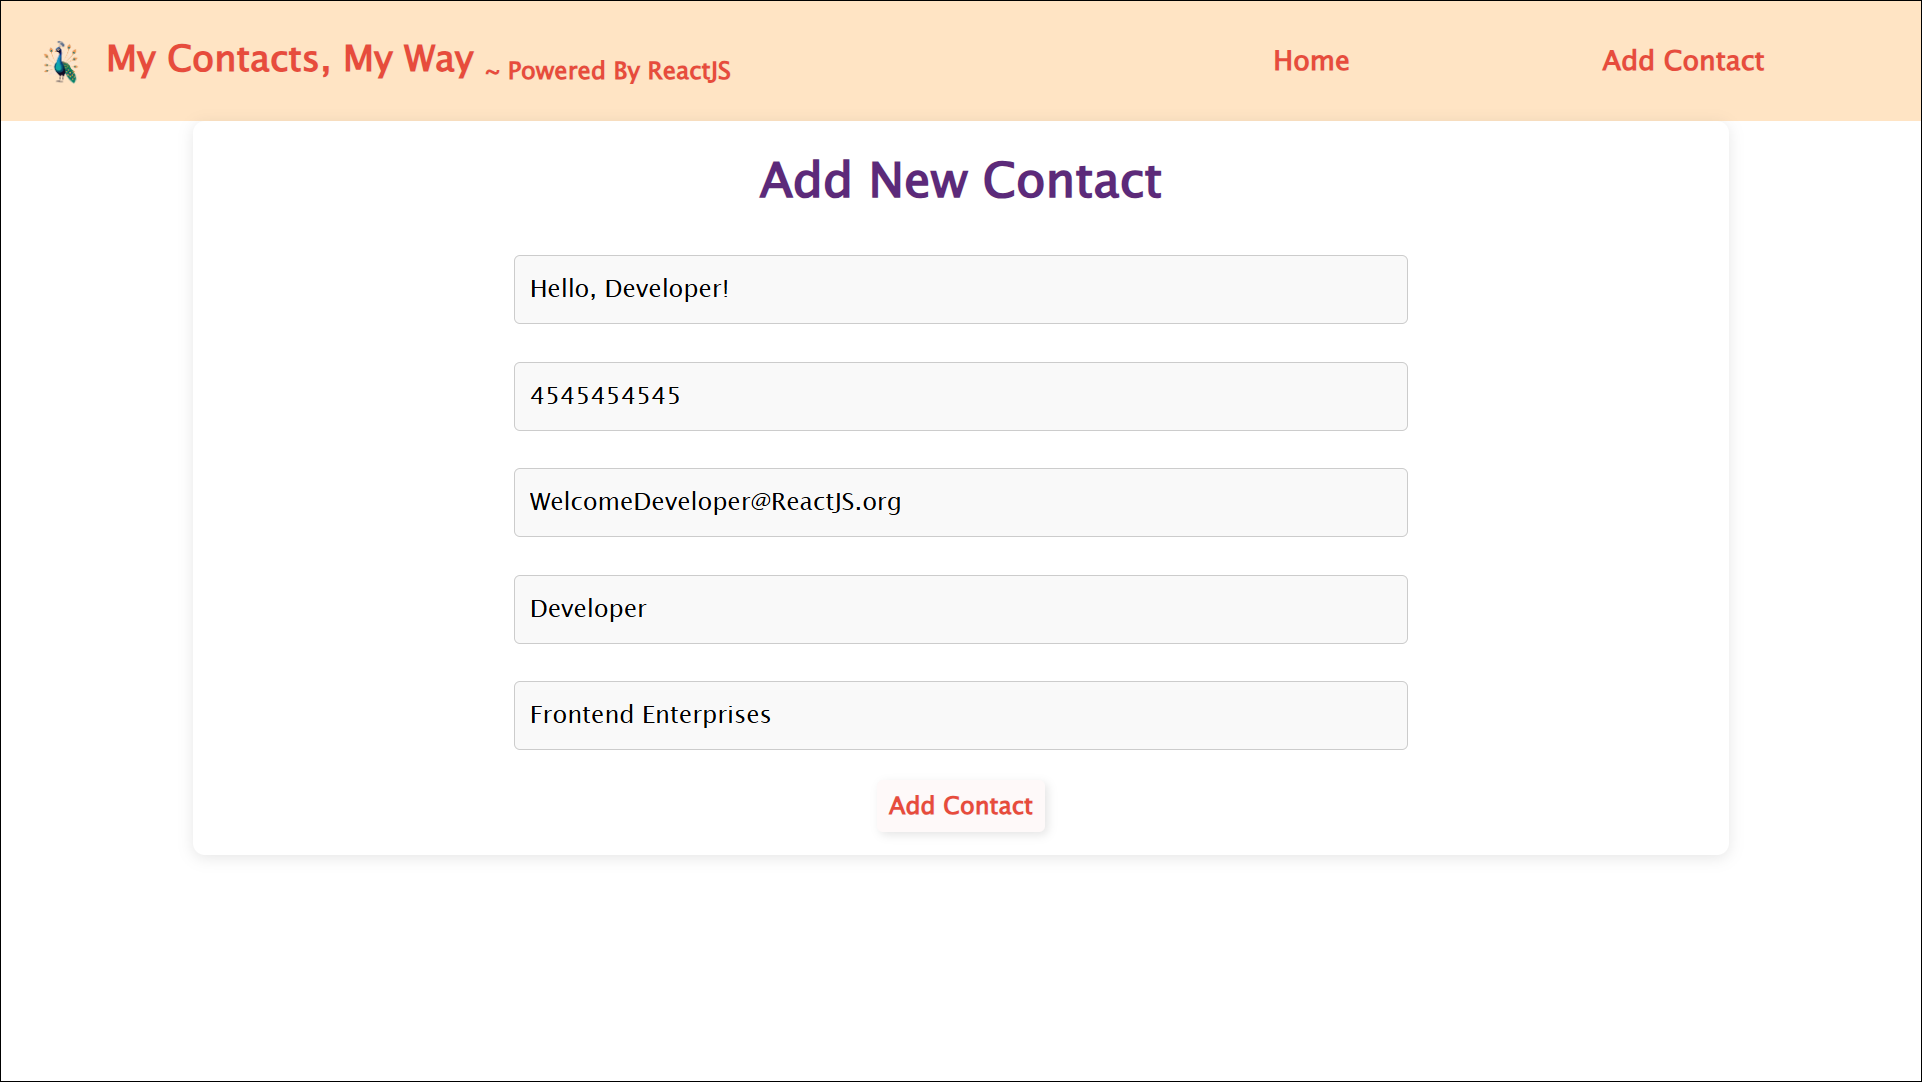 My Contacts, My Way ~ Powered By ReactJS Home Add Contact
Add New Contact
Hello, Developer!
4545454545
WelcomeDeveloper@ReactJS.org
Developer
Frontend Enterprises
Add Contact